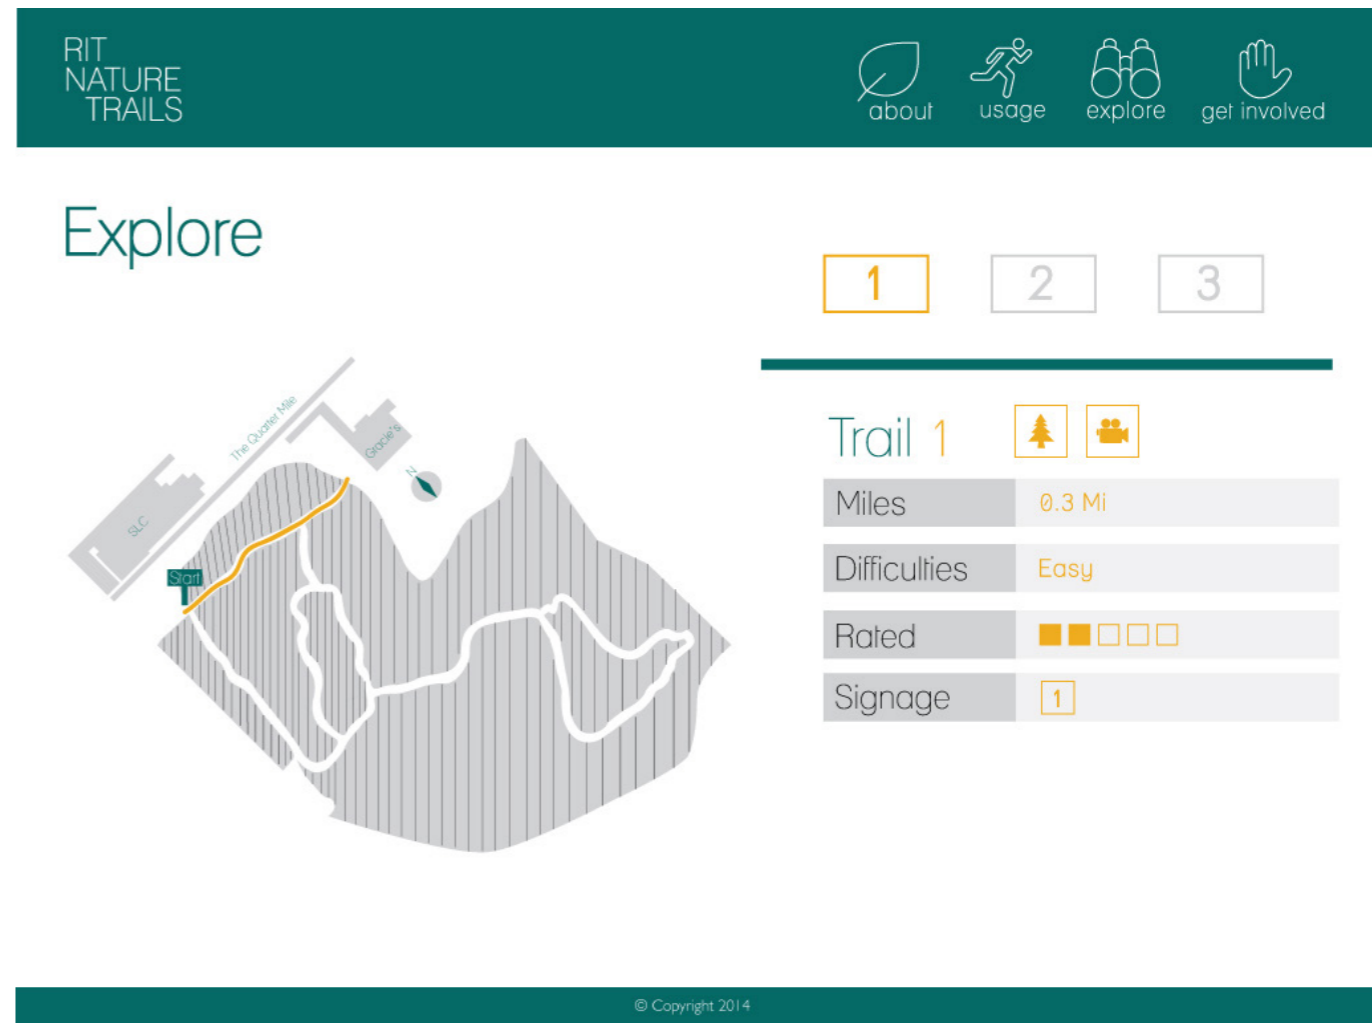 RIT
NATURE
TRAILS
about
usage
explore
get involved
Explore
1
2
3
The Quarter Mile
Gracie's
N
SLC
Start
Trail 1
Miles
0.3 Mi
Difficulties
Easy
Rated
Signage
1
© Copyright 2014